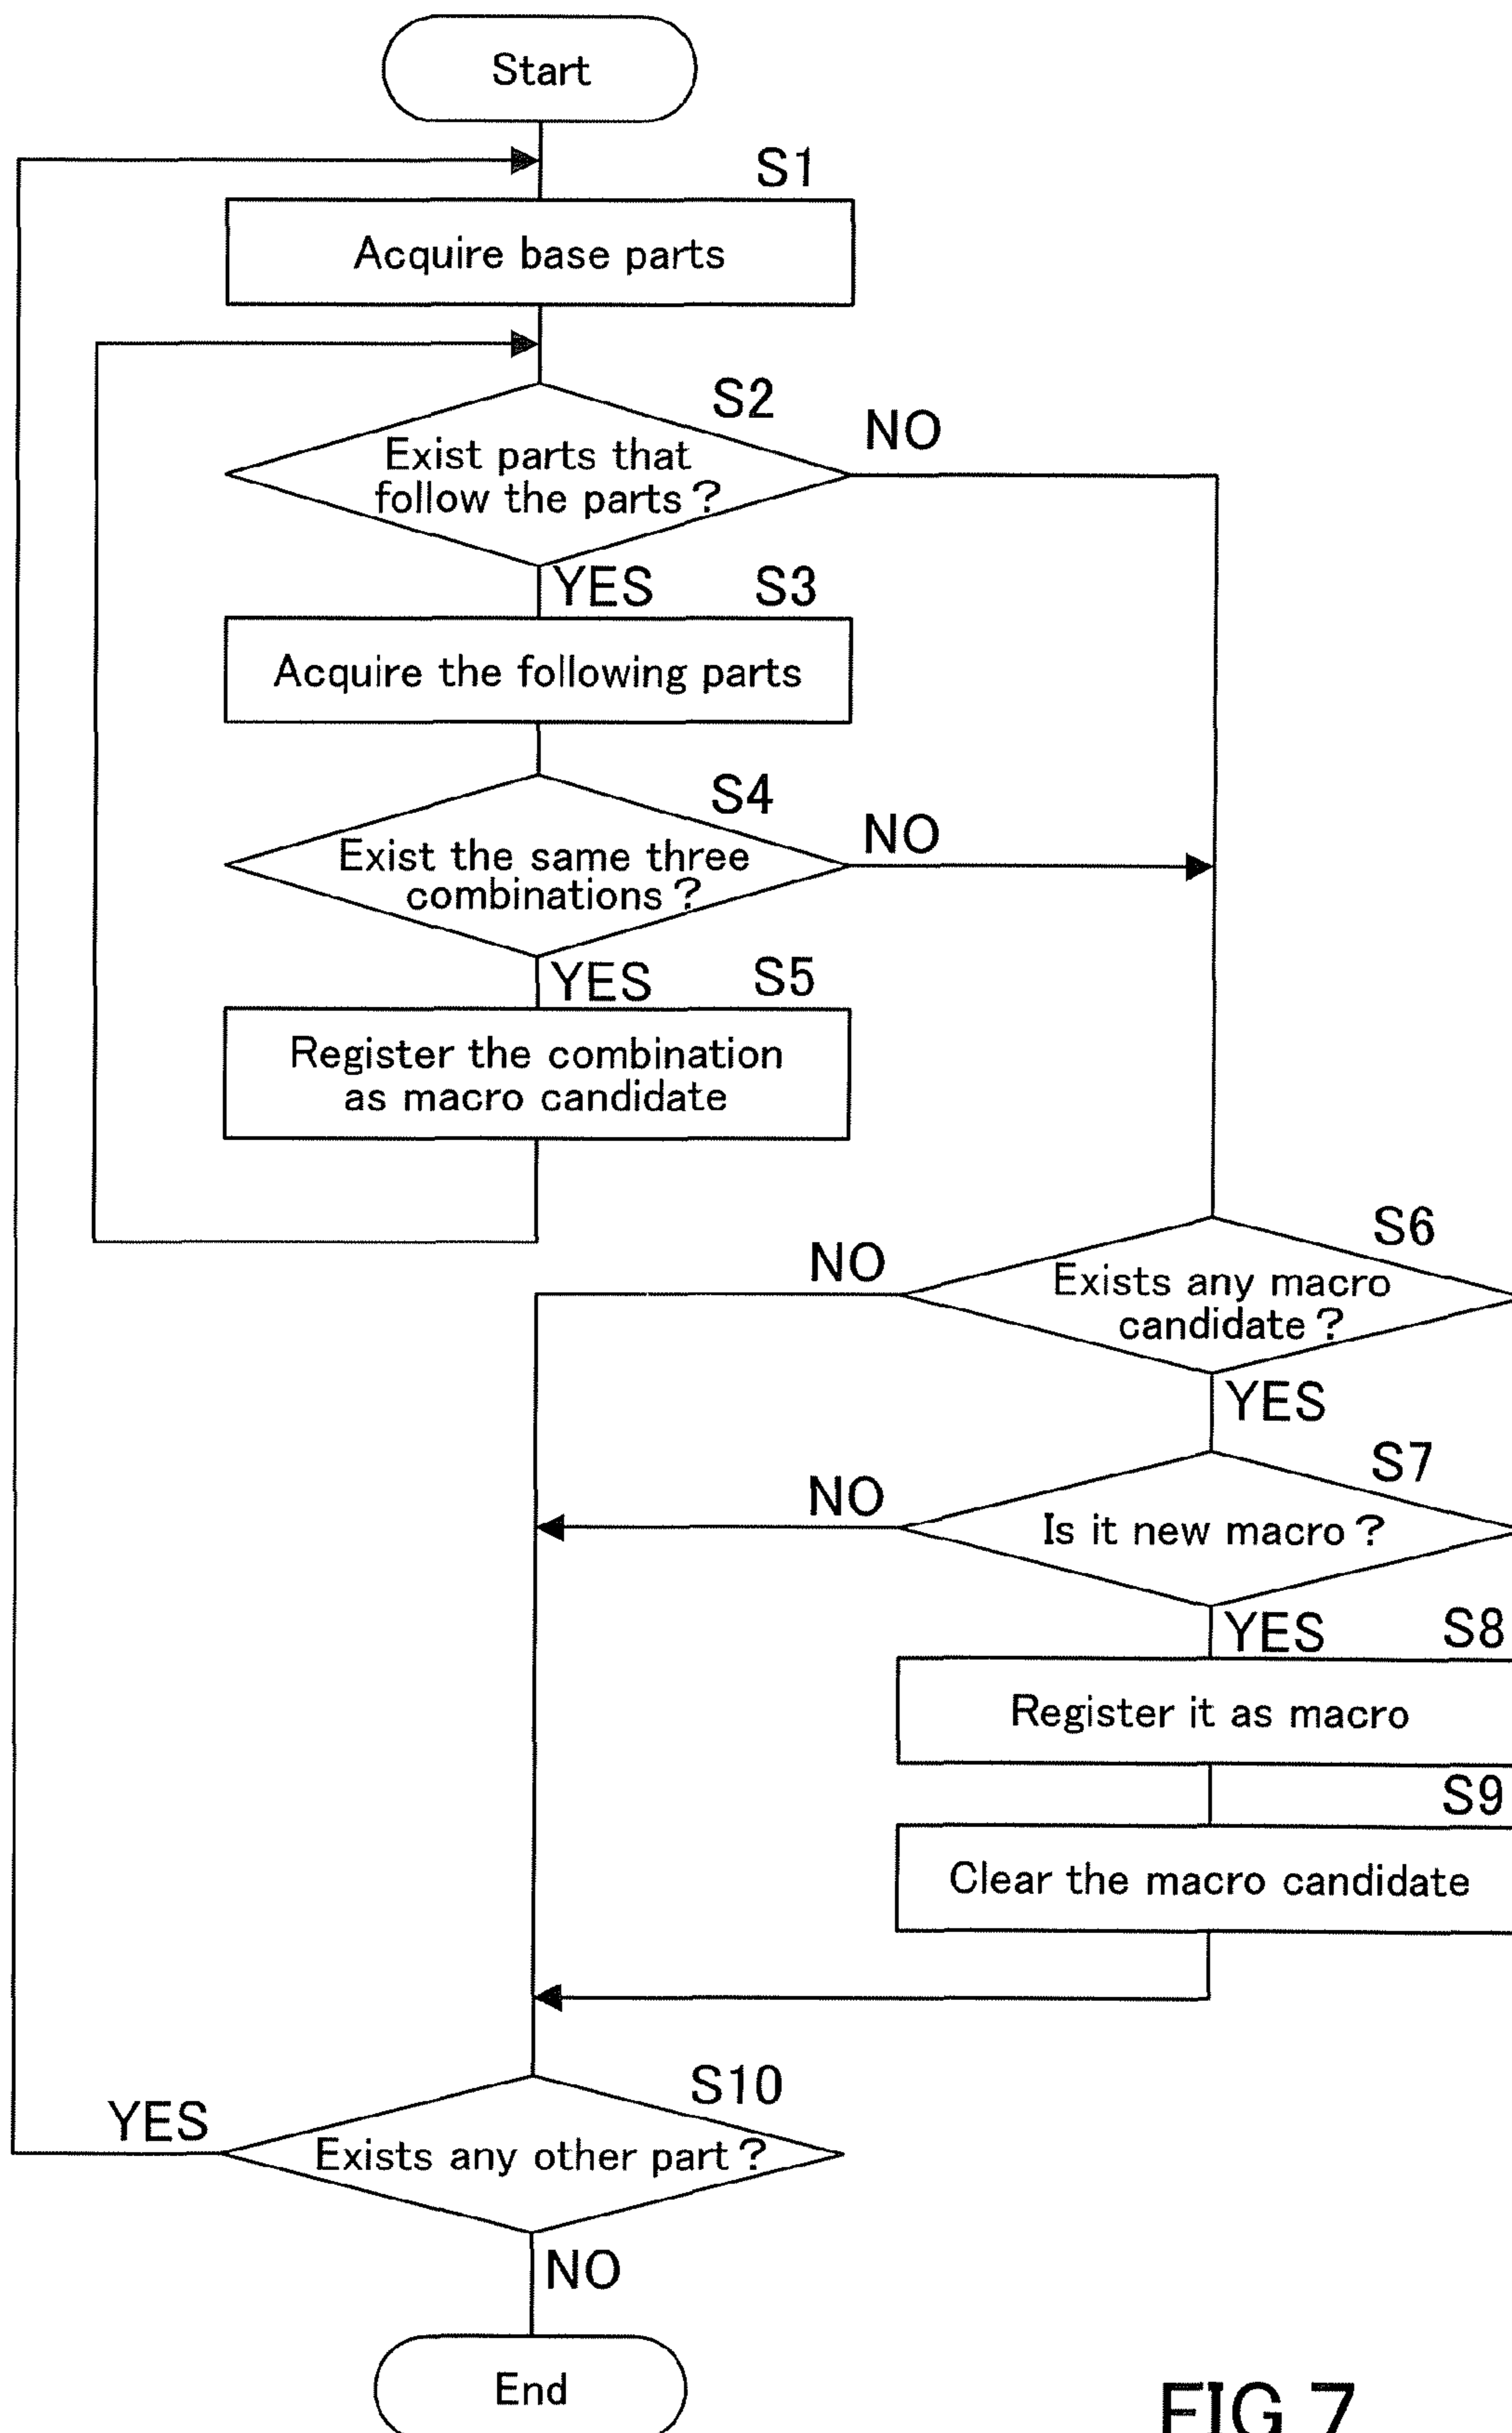 Start
S1
Acquire base parts
S2
Exist parts that
follow the parts?
NO
YES
S3
Acquire the following parts
S4
Exist the same three
combinations?
NO
YES
S5
Register the combination
as macro candidate
S6
NO
Exists any macro
candidate?
YES
S7
NO
Is it new macro?
YES
S8
Register it as macro
S9
Clear the macro candidate
S10
YES
Exists any other part?
NO
End
FIG.7